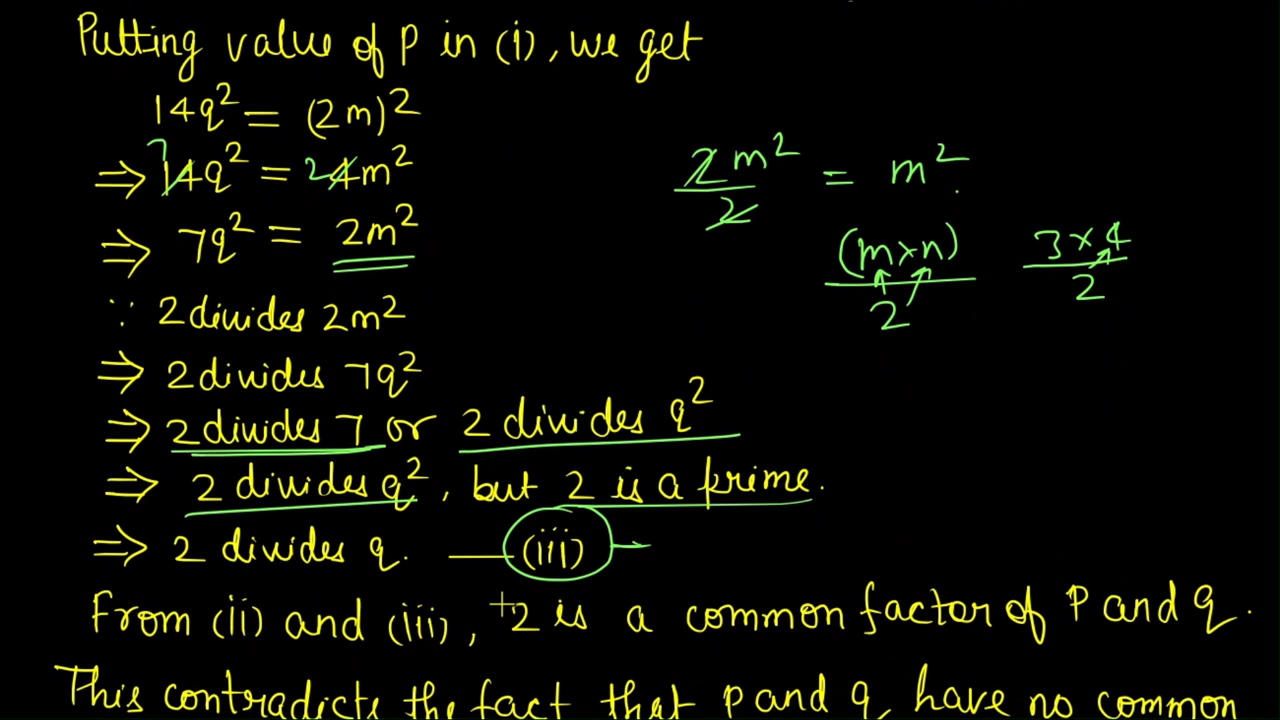 Putting value of p in (i), we get
14q² = (2m)²
⇒ 14q² = 4m² 7 2
⇒ 7q² = 2m²
∵ 2 divides 2m²
⇒ 2 divides 7q²
⇒ 2 divides 7 or 2 divides q²
⇒ 2 divides q², but 2 is a prime.
⇒ 2 divides q. —— (iii)
From (ii) and (iii), 2 is a common factor of p and q.
This contradicts the fact that p and q have no common
2m²/2 = m²
(m×n)/2 3×4/2